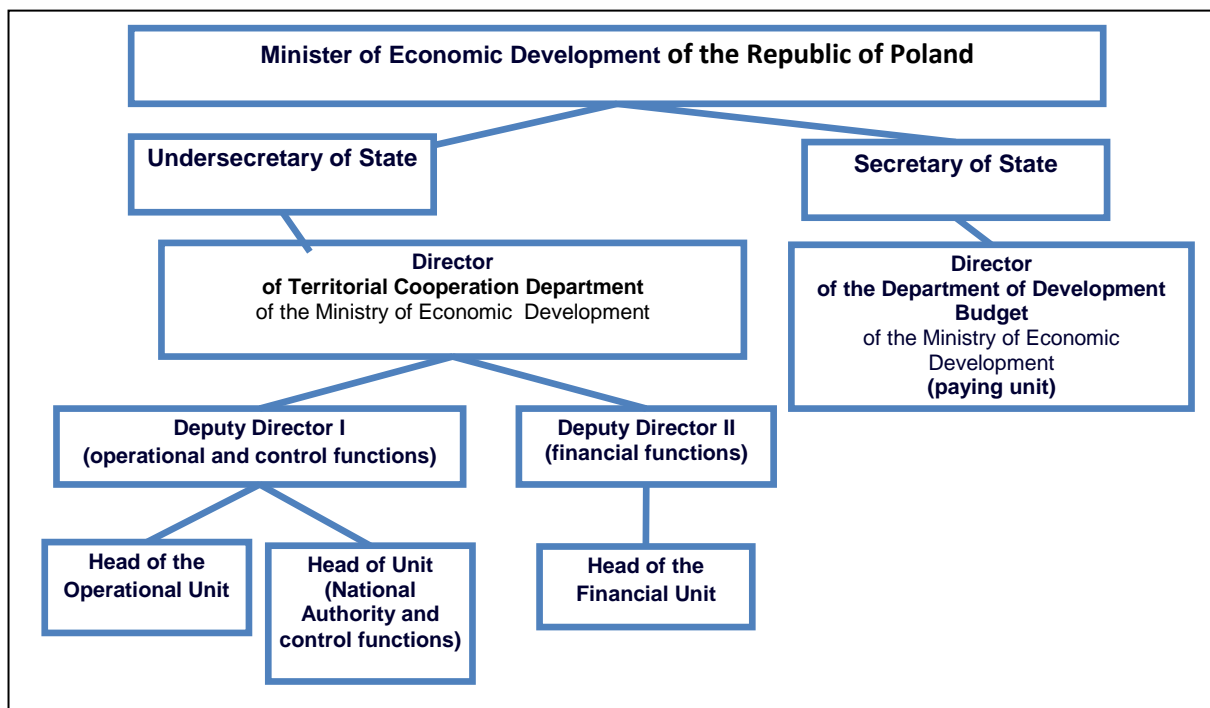 Minister of Economic Development of the Republic of Poland
Undersecretary of State
Secretary of State
Director
of Territorial Cooperation Department
of the Ministry of Economic Development
Director
of the Department of Development
Budget
of the Ministry of Economic
Development
(paying unit)
Deputy Director I
(operational and control functions)
Deputy Director II
(financial functions)
Head of the
Operational Unit
Head of Unit
(National
Authority and
control functions)
Head of the
Financial Unit